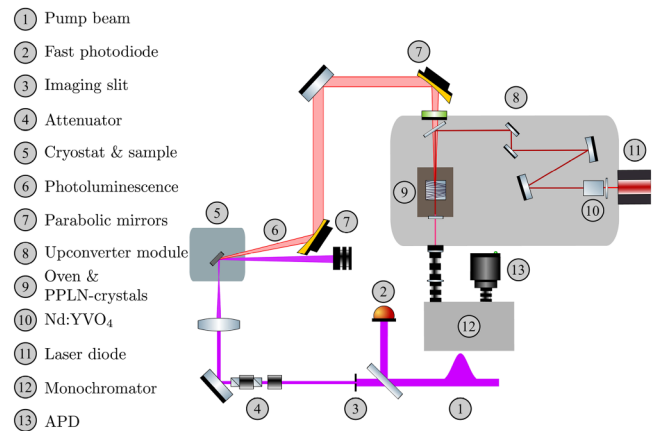 1 Pump beam
2 Fast photodiode
3 Imaging slit
4 Attenuator
5 Cryostat & sample
6 Photoluminescence
7 Parabolic mirrors
8 Upconverter module
9 Oven &
PPLN-crystals
10 Nd:YVO₄
11 Laser diode
12 Monochromator
13 APD
7
8
11
9
10
5
6
7
13
2
12
4
3
1